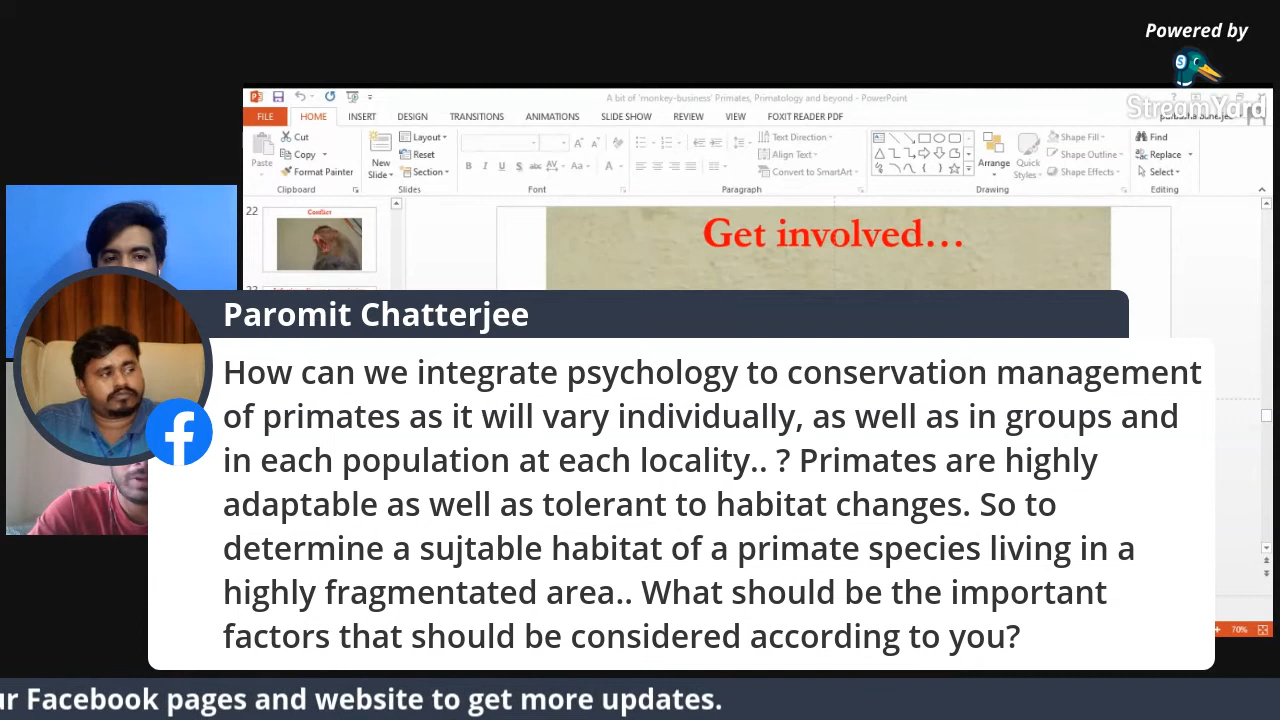 Powered by
StreamYard
A bit of 'monkey-business' Primates, Primatology and beyond - PowerPoint
FILE HOME INSERT DESIGN TRANSITIONS ANIMATIONS SLIDE SHOW REVIEW VIEW FOXIT READER PDF
Paste
Cut
Copy
Format Painter
Clipboard
New
Slide
Layout
Reset
Section
Slides
B I U S abc AV Aa A
Font
Text Direction
Align Text
Convert to SmartArt
Paragraph
Arrange
Quick
Styles
Shape Fill
Shape Outline
Shape Effects
Drawing
Find
Replace
Select
Editing
22
Conflict
Get involved...
Paromit Chatterjee
How can we integrate psychology to conservation management
of primates as it will vary individually, as well as in groups and
in each population at each locality.. ? Primates are highly
adaptable as well as tolerant to habitat changes. So to
determine a sujtable habitat of a primate species living in a
highly fragmented area.. What should be the important
factors that should be considered according to you?
70%
ur Facebook pages and website to get more updates.